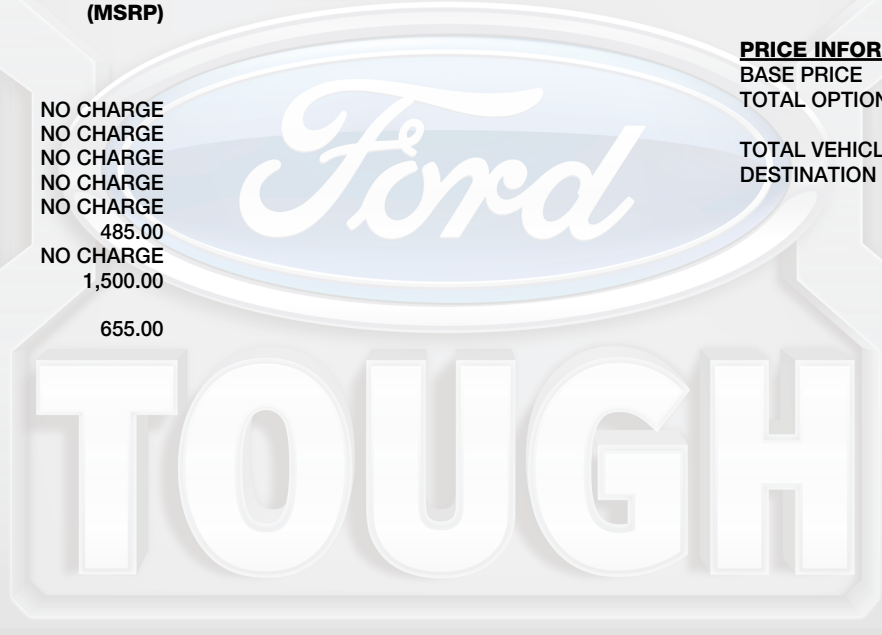 (MSRP)
NO CHARGE
NO CHARGE
NO CHARGE
NO CHARGE
NO CHARGE
485.00
NO CHARGE
1,500.00
655.00
PRICE INFOR
BASE PRICE
TOTAL OPTION
TOTAL VEHICL
DESTINATION
Ford
TOUGH